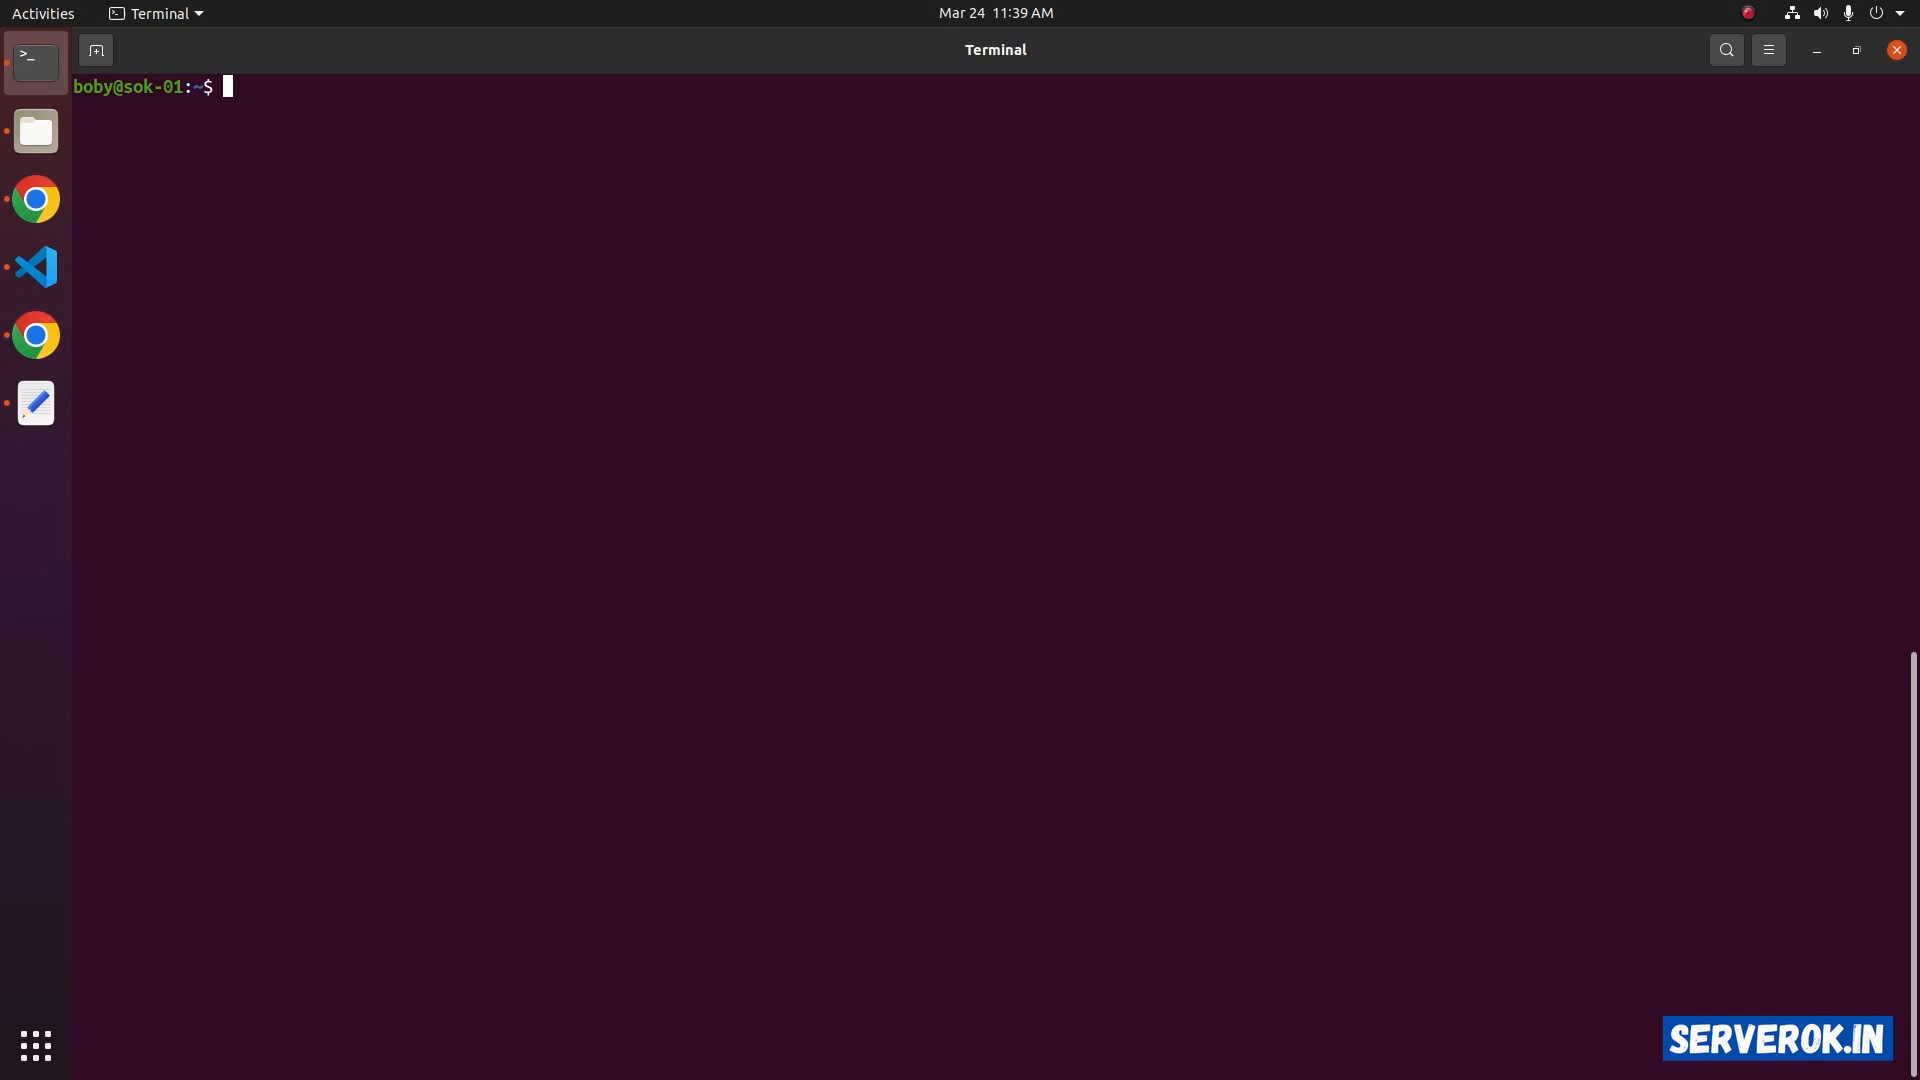 Activities
Terminal
Mar 24 11:39 AM
Terminal
>_
boby@sok-01:~$
SERVEROK.IN